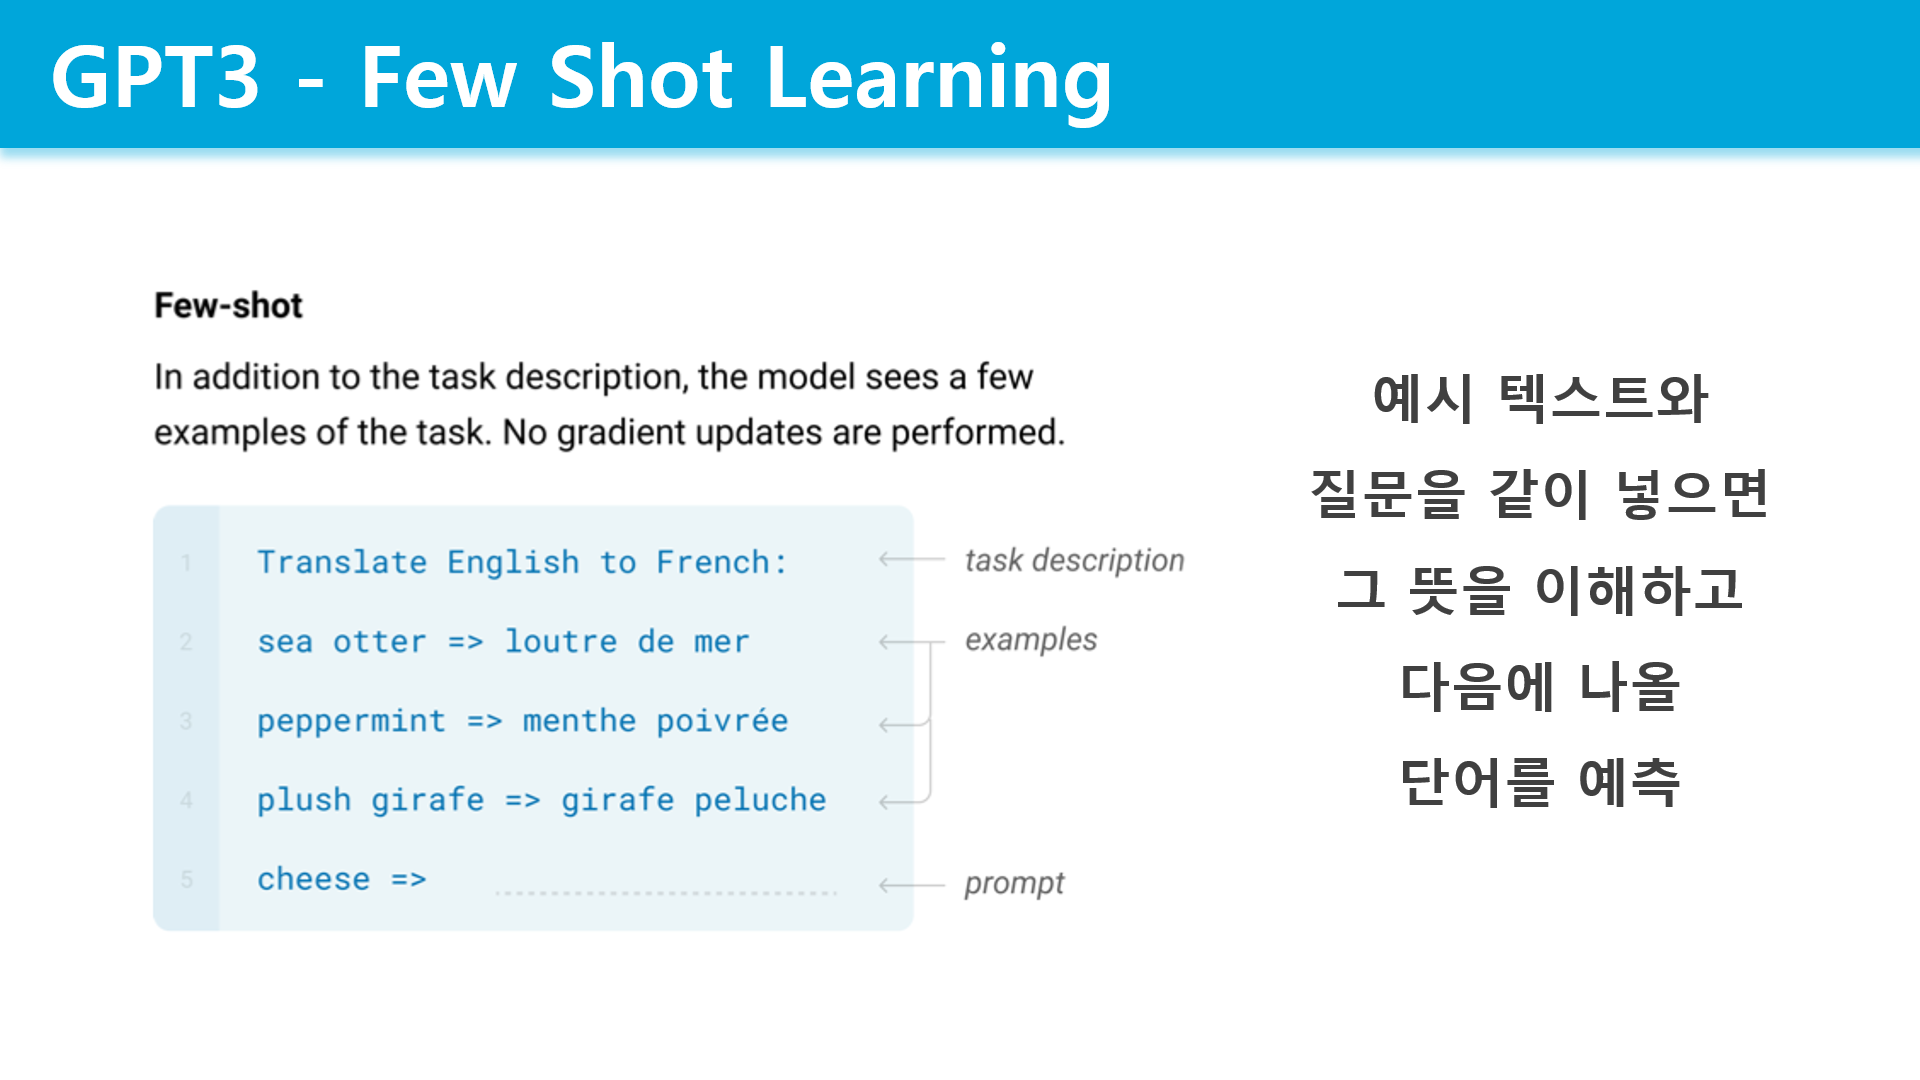 GPT3 - Few Shot Learning
Few-shot
In addition to the task description, the model sees a few
examples of the task. No gradient updates are performed.
1 Translate English to French: task description
2 sea otter => loutre de mer examples
3 peppermint => menthe poivrée
4 plush girafe => girafe peluche
5 cheese => prompt
예시 텍스트와
질문을 같이 넣으면
그 뜻을 이해하고
다음에 나올
단어를 예측